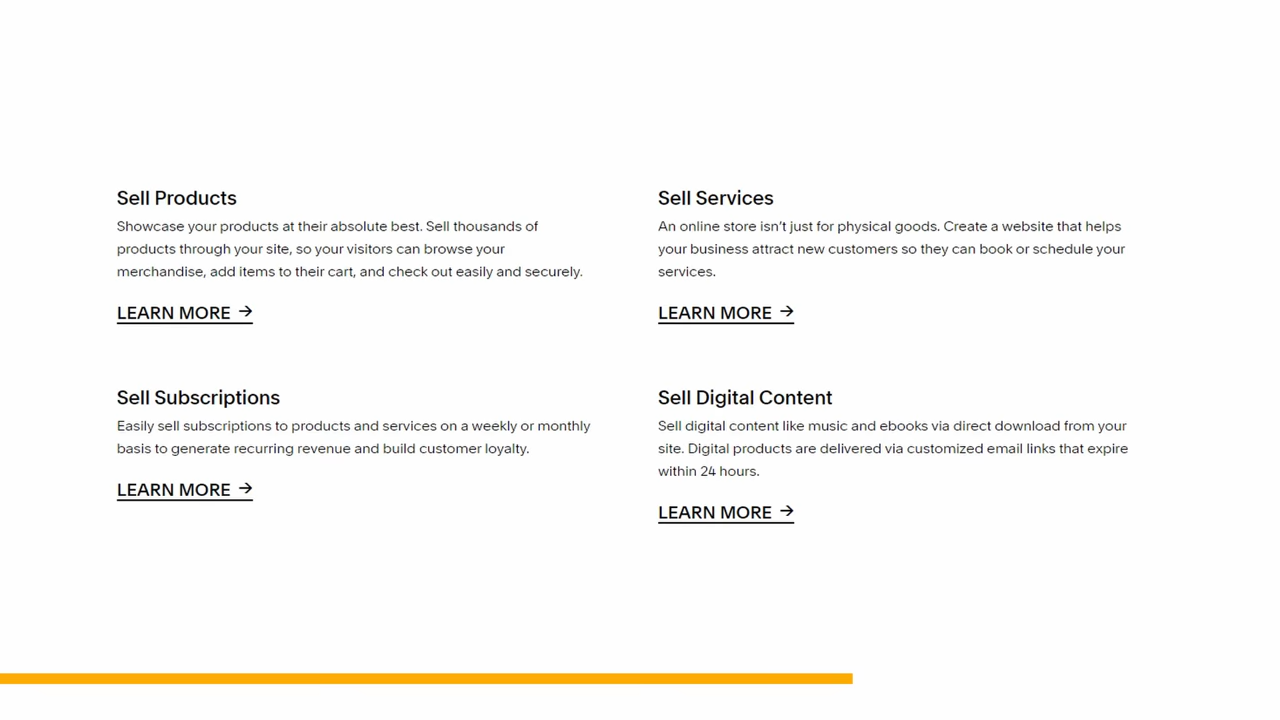 Sell Products
Showcase your products at their absolute best. Sell thousands of
products through your site, so your visitors can browse your
merchandise, add items to their cart, and check out easily and securely.
LEARN MORE →
Sell Services
An online store isn’t just for physical goods. Create a website that helps
your business attract new customers so they can book or schedule your
services.
LEARN MORE →
Sell Subscriptions
Easily sell subscriptions to products and services on a weekly or monthly
basis to generate recurring revenue and build customer loyalty.
LEARN MORE →
Sell Digital Content
Sell digital content like music and ebooks via direct download from your
site. Digital products are delivered via customized email links that expire
within 24 hours.
LEARN MORE →